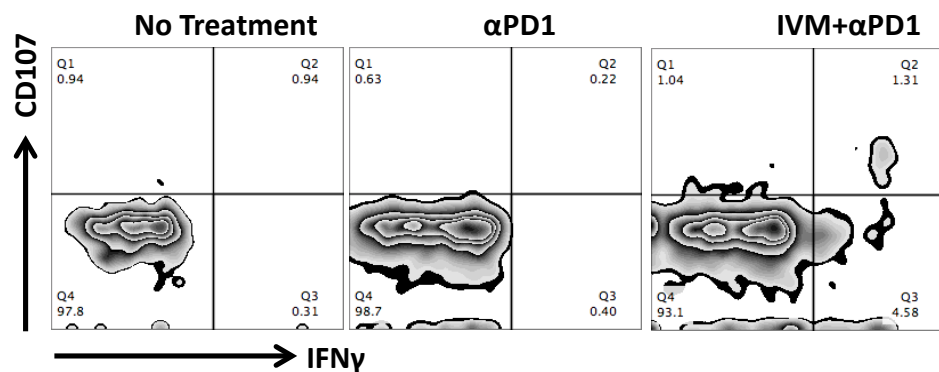 No Treatment
αPD1
IVM+αPD1
CD107
Q1
0.94
Q2
0.94
Q4
97.8
Q3
0.31
Q1
0.63
Q2
0.22
Q4
98.7
Q3
0.40
Q1
1.04
Q2
1.31
Q4
93.1
Q3
4.58
IFNγ